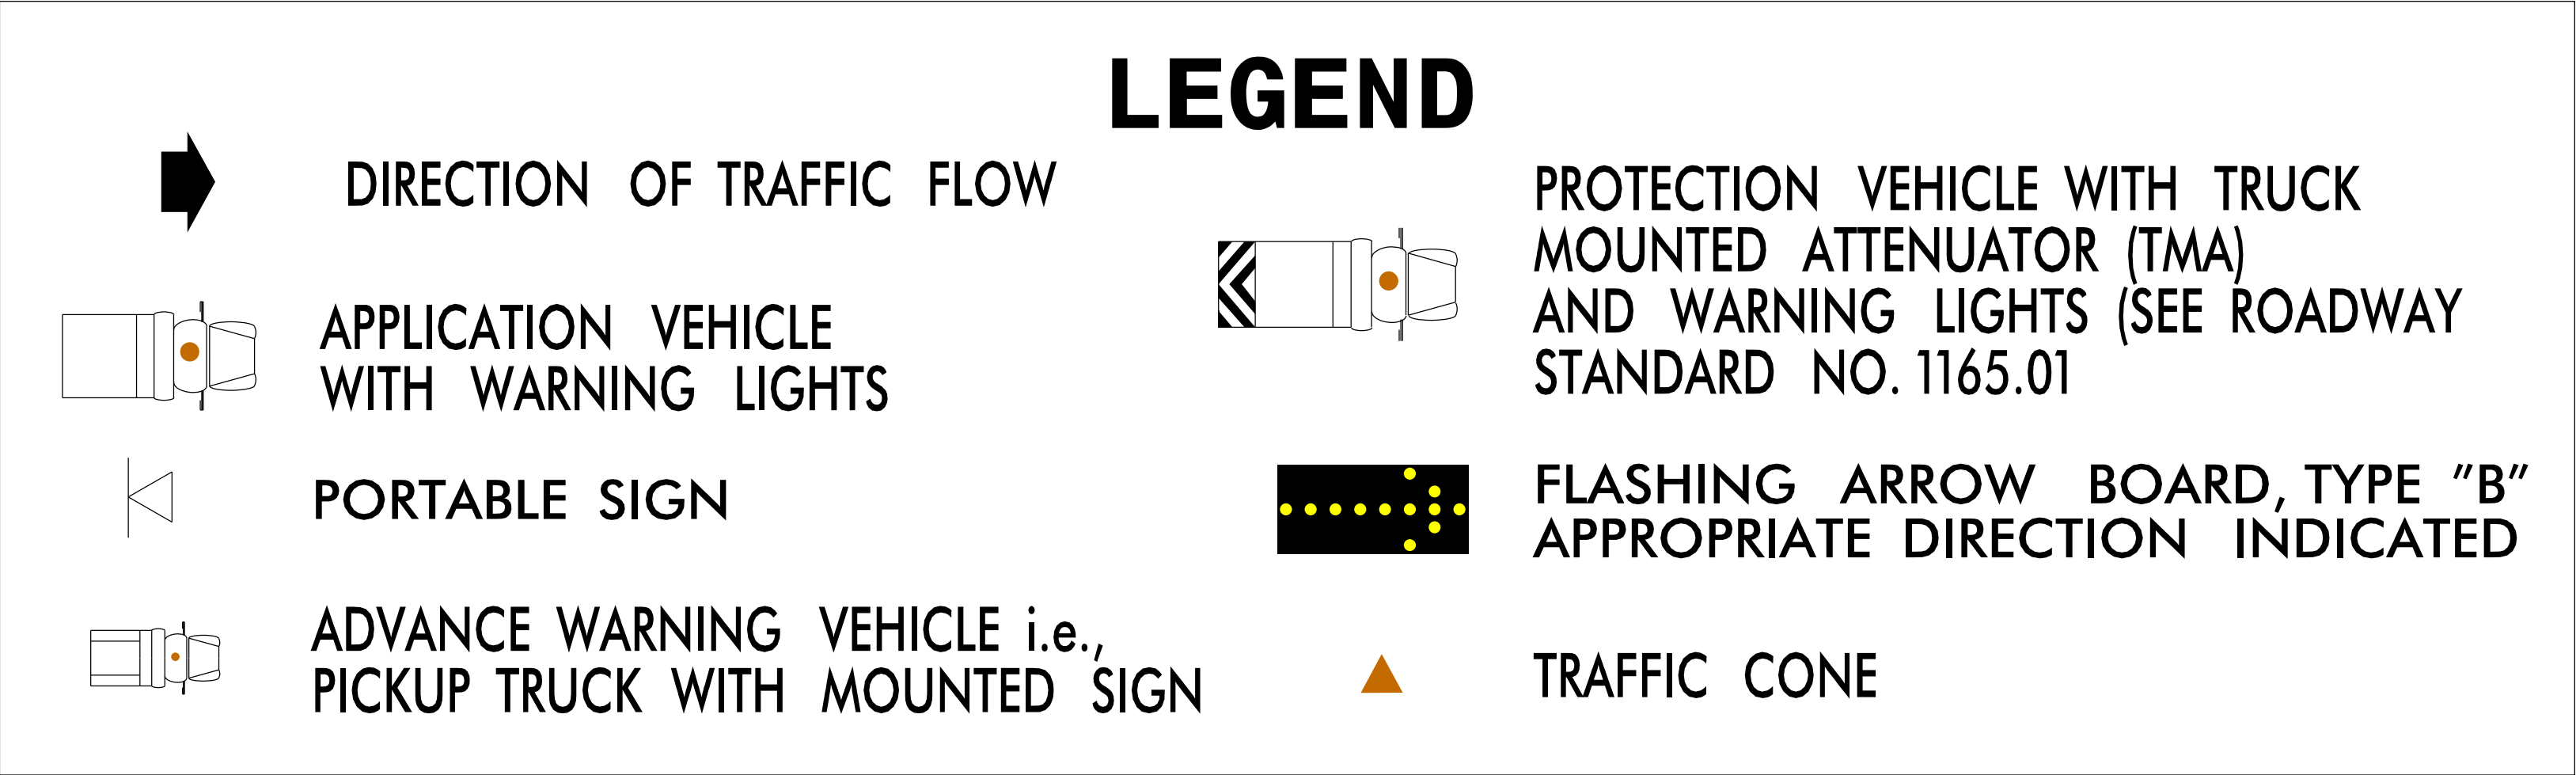 LEGEND
DIRECTION OF TRAFFIC FLOW
APPLICATION VEHICLE
WITH WARNING LIGHTS
PORTABLE SIGN
ADVANCE WARNING VEHICLE i.e.,
PICKUP TRUCK WITH MOUNTED SIGN
PROTECTION VEHICLE WITH TRUCK
MOUNTED ATTENUATOR (TMA)
AND WARNING LIGHTS (SEE ROADWAY
STANDARD NO. 1165.01
FLASHING ARROW BOARD, TYPE "B"
APPROPRIATE DIRECTION INDICATED
TRAFFIC CONE